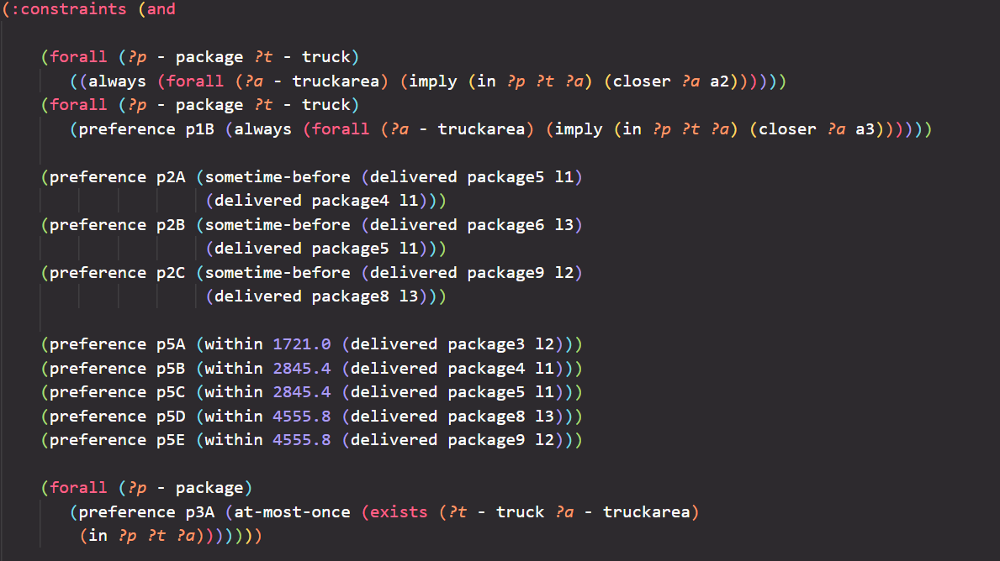 (:constraints (and
(forall (?p - package ?t - truck)
((always (forall (?a - truckarea) (imply (in ?p ?t ?a) (closer ?a a2))))))
(forall (?p - package ?t - truck)
(preference p1B (always (forall (?a - truckarea) (imply (in ?p ?t ?a) (closer ?a a3))))))
(preference p2A (sometime-before (delivered package5 l1)
(delivered package4 l1)))
(preference p2B (sometime-before (delivered package6 l3)
(delivered package5 l1)))
(preference p2C (sometime-before (delivered package9 l2)
(delivered package8 l3)))
(preference p5A (within 1721.0 (delivered package3 l2)))
(preference p5B (within 2845.4 (delivered package4 l1)))
(preference p5C (within 2845.4 (delivered package5 l1)))
(preference p5D (within 4555.8 (delivered package8 l3)))
(preference p5E (within 4555.8 (delivered package9 l2)))
(forall (?p - package)
(preference p3A (at-most-once (exists (?t - truck ?a - truckarea)
(in ?p ?t ?a)))))))